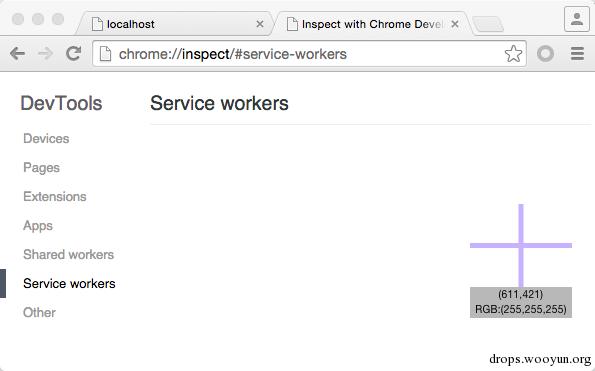 localhost
Inspect with Chrome Devel
chrome://inspect/#service-workers
DevTools
Devices
Pages
Extensions
Apps
Shared workers
Service workers
Other
Service workers
(611,421)
RGB:(255,255,255)
drops.wooyun.org